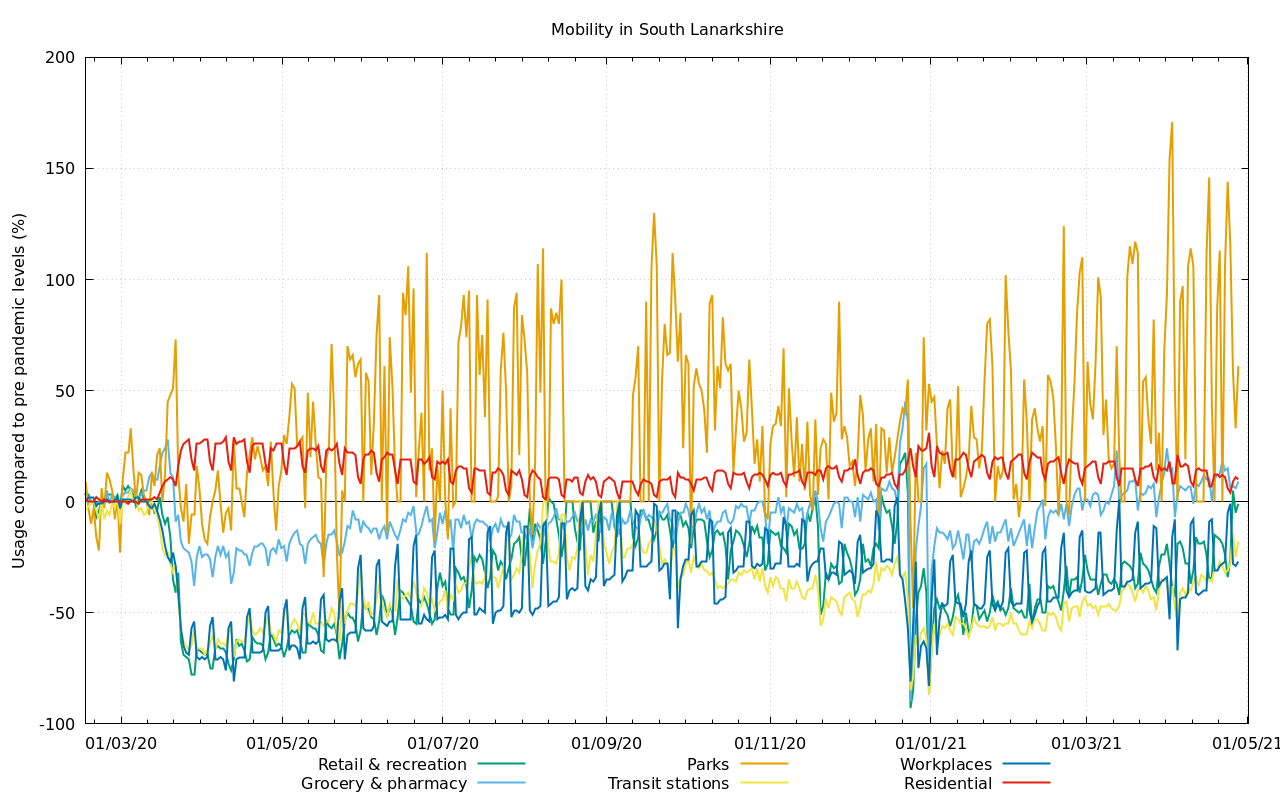 Mobility in South Lanarkshire
Usage compared to pre pandemic levels (%)
200
150
100
50
0
-50
-100
01/03/20 01/05/20 01/07/20 01/09/20 01/11/20 01/01/21 01/03/21 01/05/21
Retail & recreation Parks Workplaces
Grocery & pharmacy Transit stations Residential